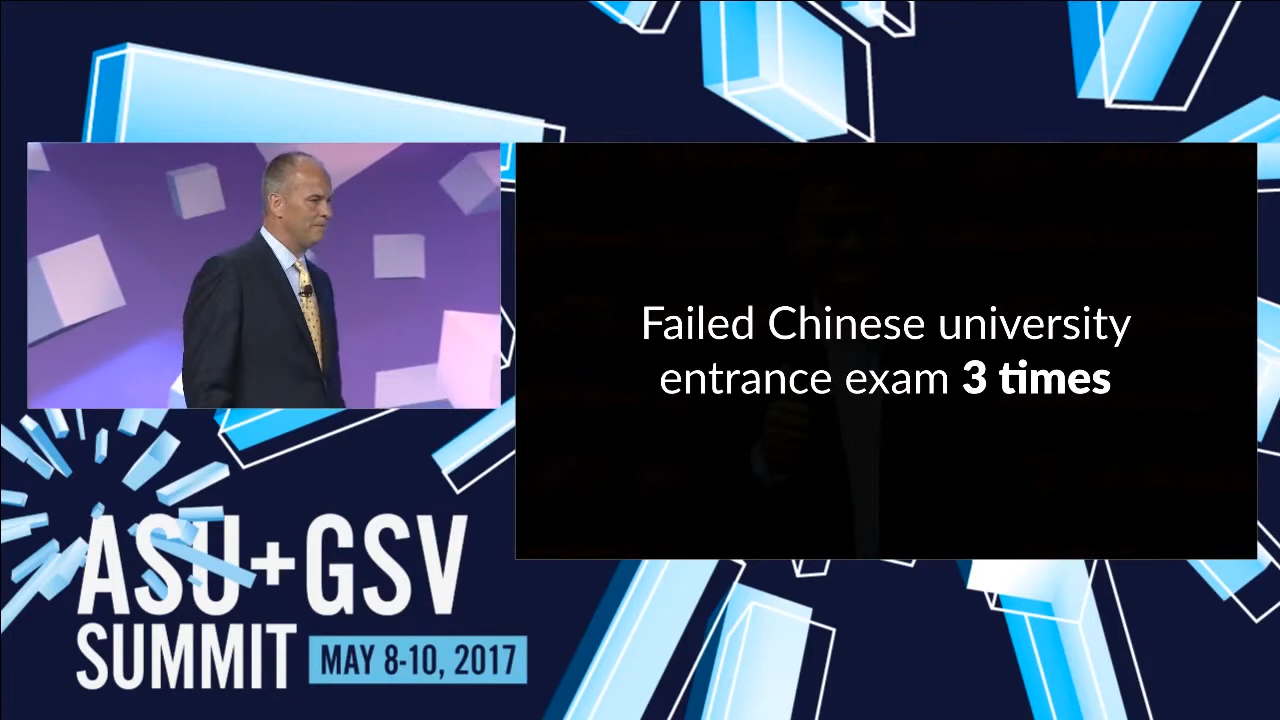 Failed Chinese university
entrance exam 3 times
ASU+GSV
SUMMIT
MAY 8-10, 2017